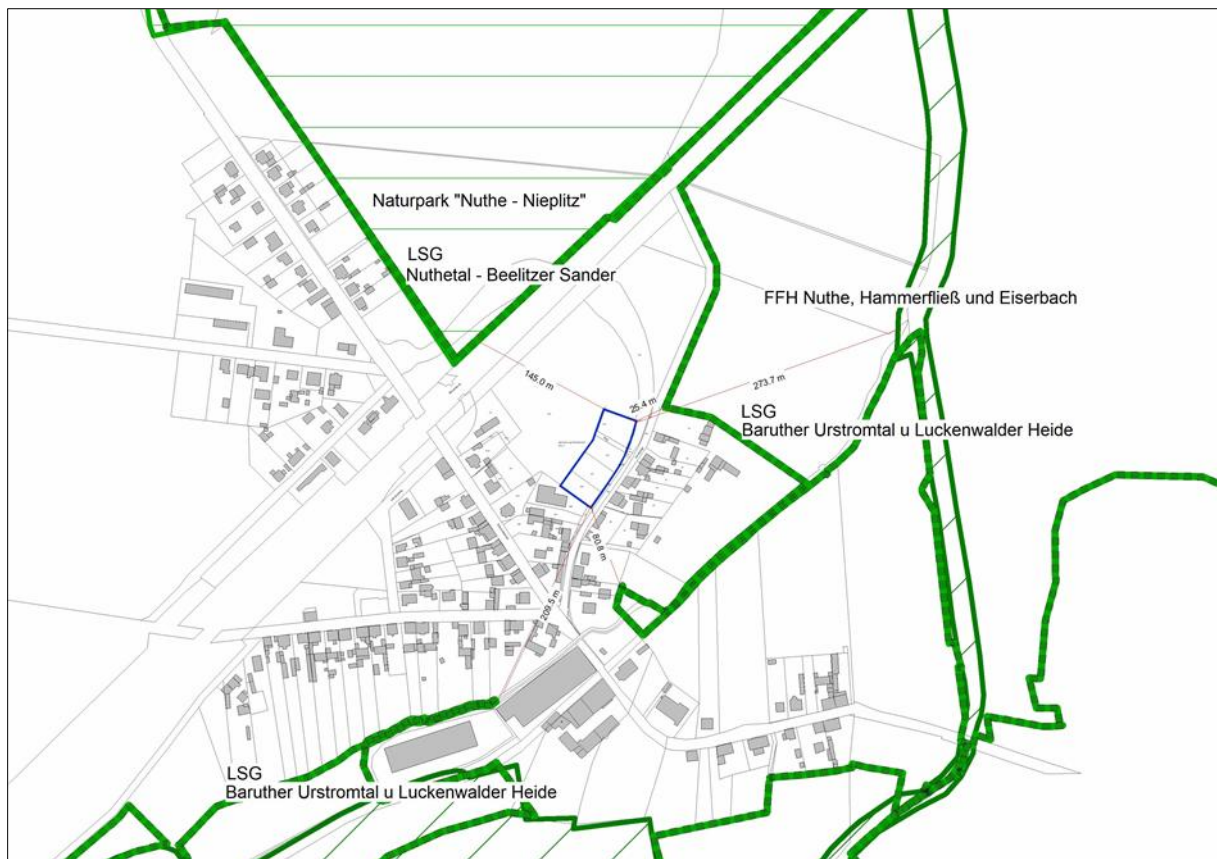 Naturpark "Nuthe - Nieplitz"
LSG
Nuthetal - Beelitzer Sander
FFH Nuthe, Hammerfließ und Eiserbach
145.0 m
273.7 m
25.4 m
LSG
Baruther Urstromtal u Luckenwalder Heide
80.8 m
209.5 m
LSG
Baruther Urstromtal u Luckenwalder Heide